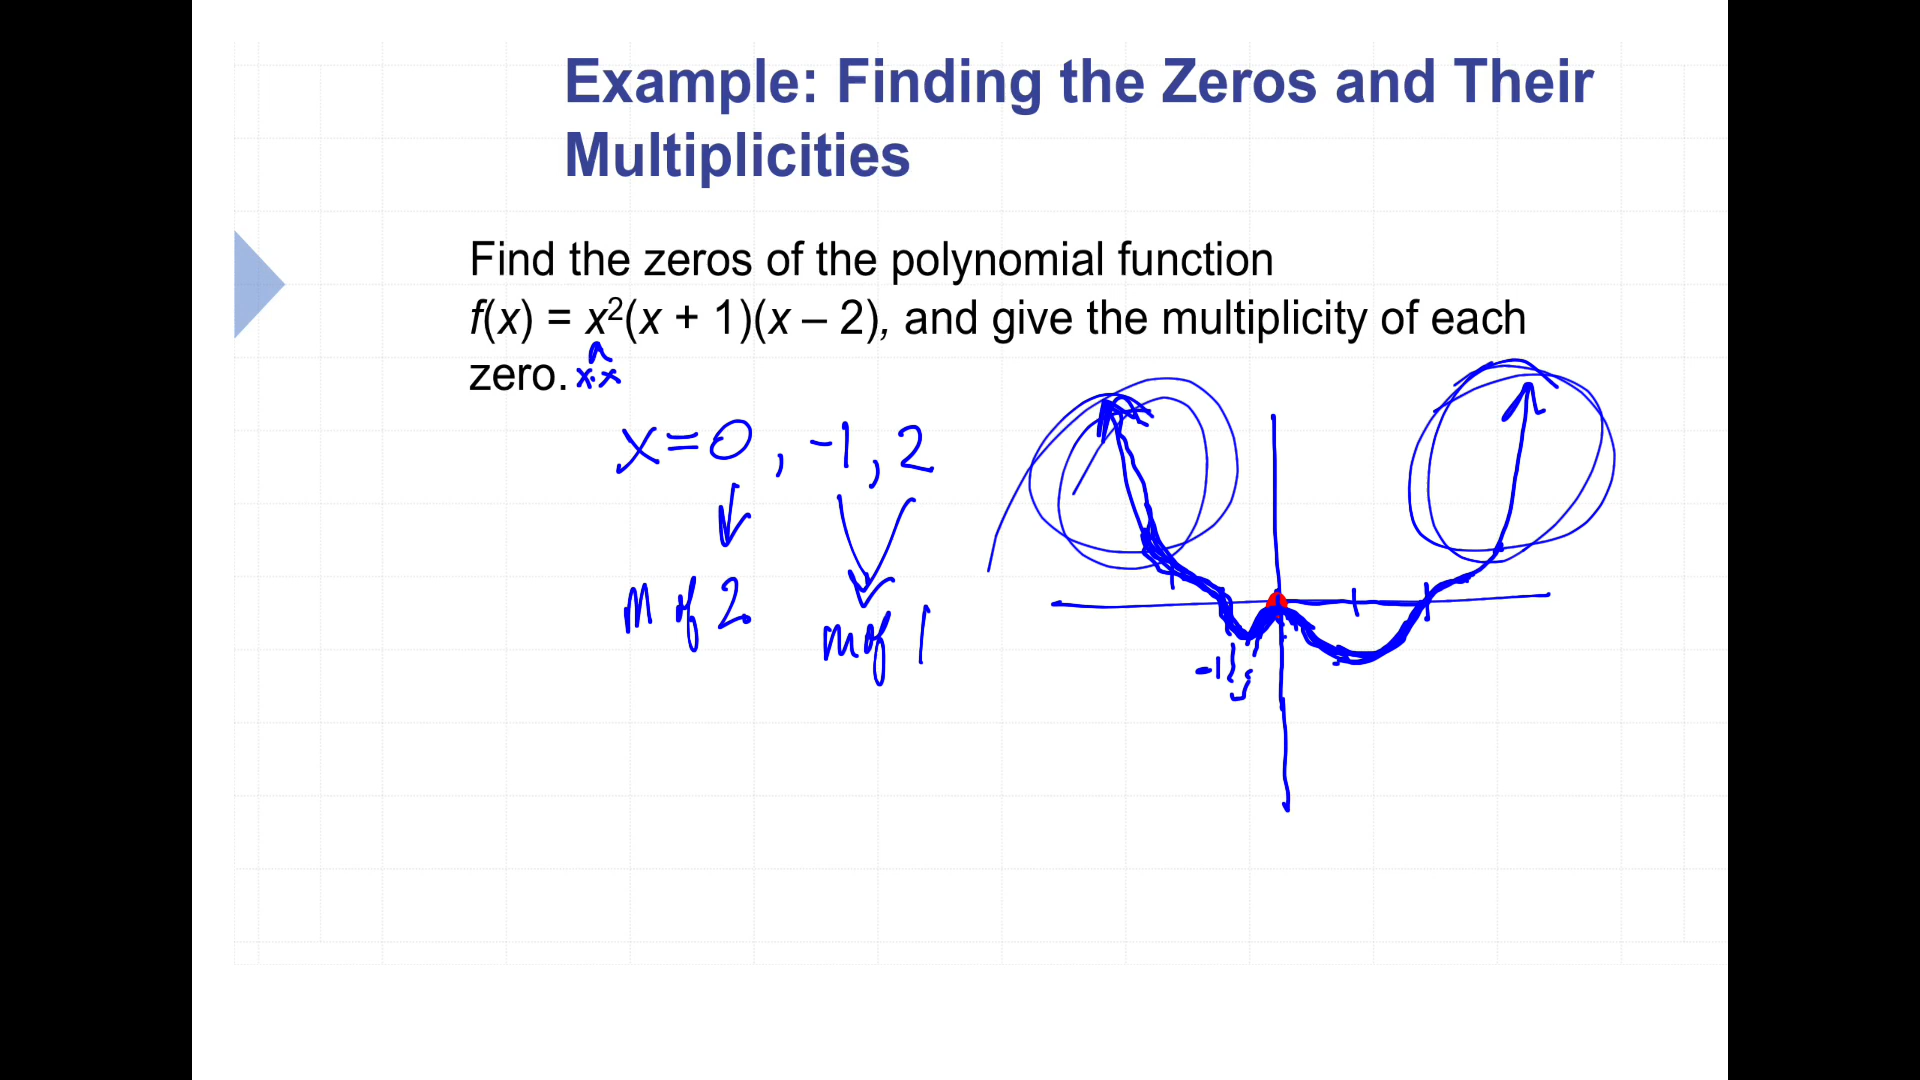 Example: Finding the Zeros and Their
Multiplicities
Find the zeros of the polynomial function
f(x) = x²(x + 1)(x – 2), and give the multiplicity of each
zero.
x·x
x=0, -1, 2
m of 2
m of 1
-1